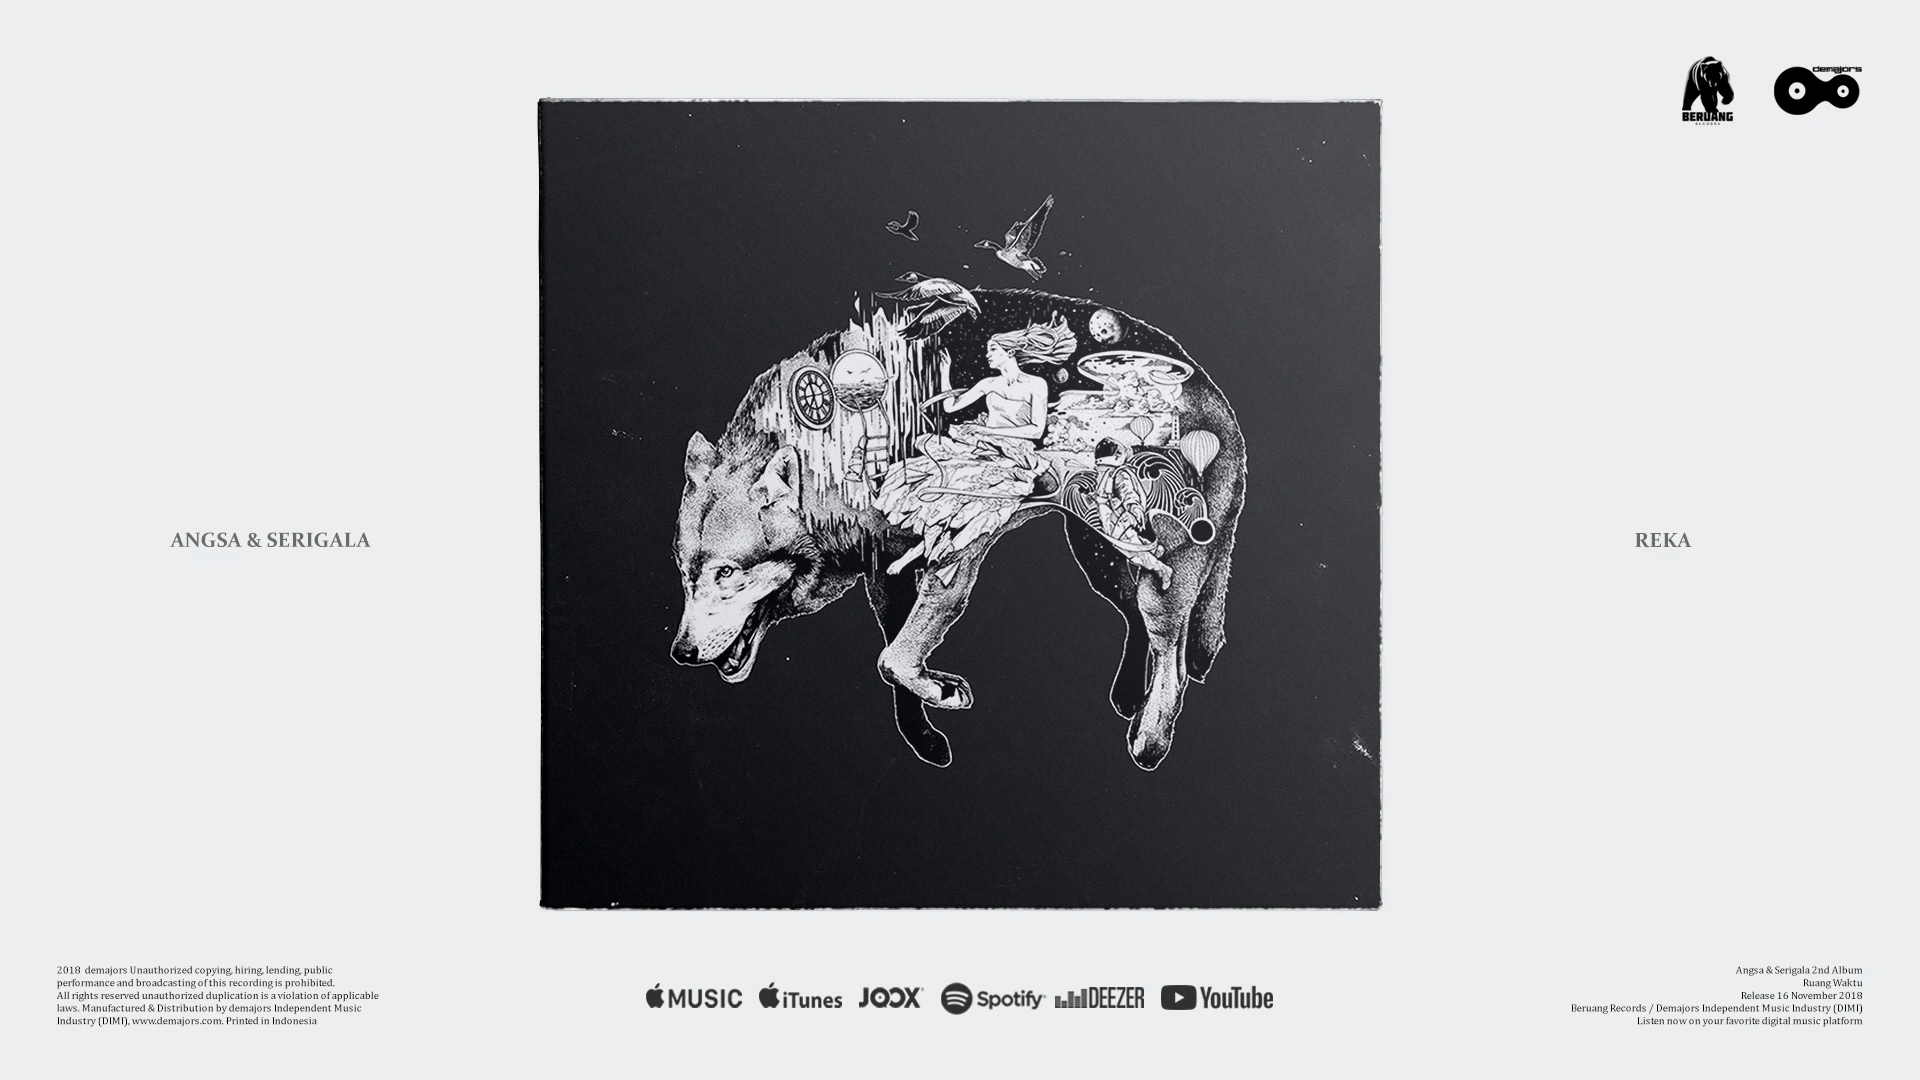 demajors
BERUANG
RECORDS
ANGSA & SERIGALA
REKA
2018 demajors Unauthorized copying, hiring, lending, public
performance and broadcasting of this recording is prohibited.
All rights reserved unauthorized duplication is a violation of applicable
laws. Manufactured & Distribution by demajors Independent Music
Industry (DIMI), www.demajors.com. Printed in Indonesia
MUSIC iTunes JOOX Spotify DEEZER YouTube
Angsa & Serigala 2nd Album
Ruang Waktu
Release 16 November 2018
Beruang Records / Demajors Independent Music Industry (DIMI)
Listen now on your favorite digital music platform